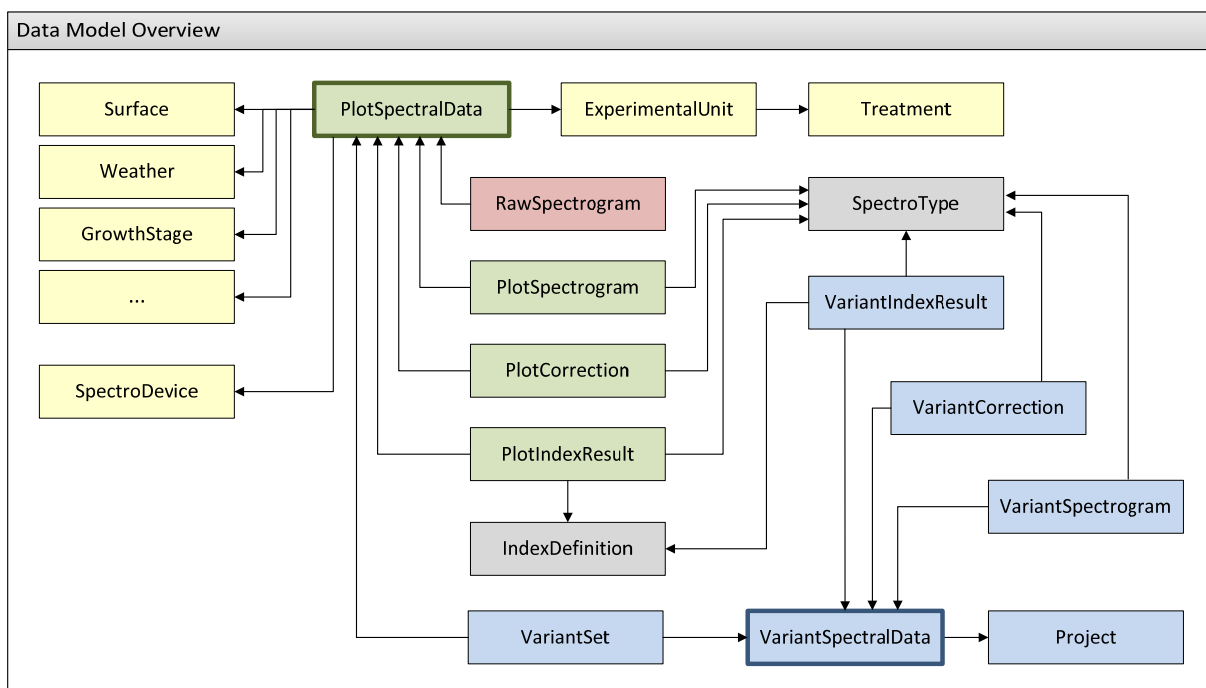 Data Model Overview
Surface
PlotSpectralData
ExperimentalUnit
Treatment
Weather
RawSpectrogram
SpectroType
GrowthStage
PlotSpectrogram
...
VariantIndexResult
PlotCorrection
SpectroDevice
VariantCorrection
PlotIndexResult
VariantSpectrogram
IndexDefinition
VariantSet
VariantSpectralData
Project